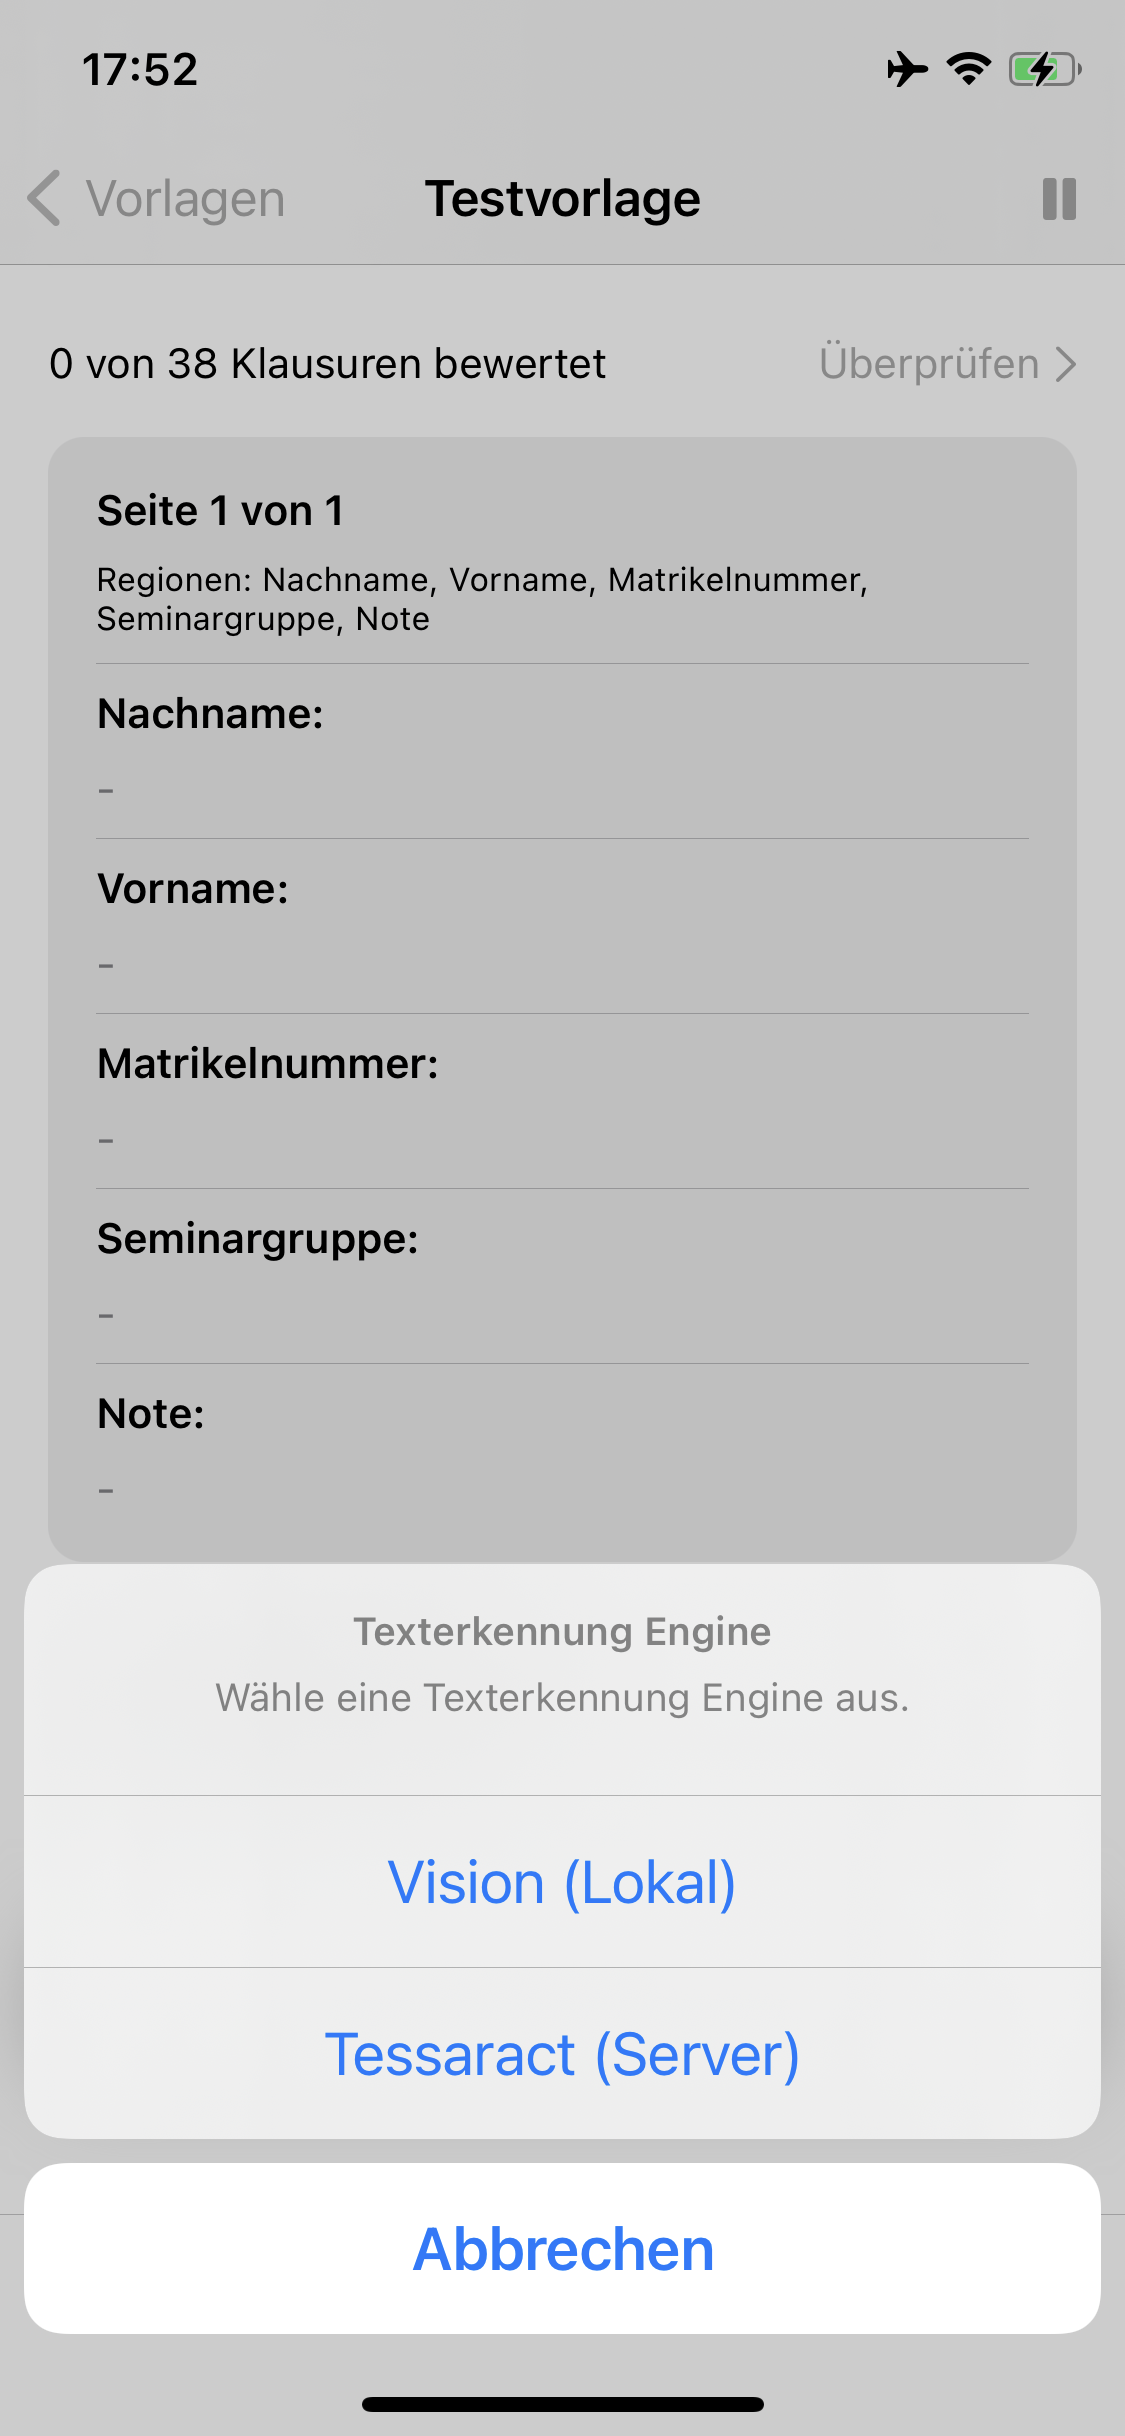 17:52
Vorlagen
Testvorlage
0 von 38 Klausuren bewertet
Überprüfen
Seite 1 von 1
Regionen: Nachname, Vorname, Matrikelnummer,
Seminargruppe, Note
Nachname:
-
Vorname:
-
Matrikelnummer:
-
Seminargruppe:
-
Note:
-
Texterkennung Engine
Wähle eine Texterkennung Engine aus.
Vision (Lokal)
Tessaract (Server)
Abbrechen